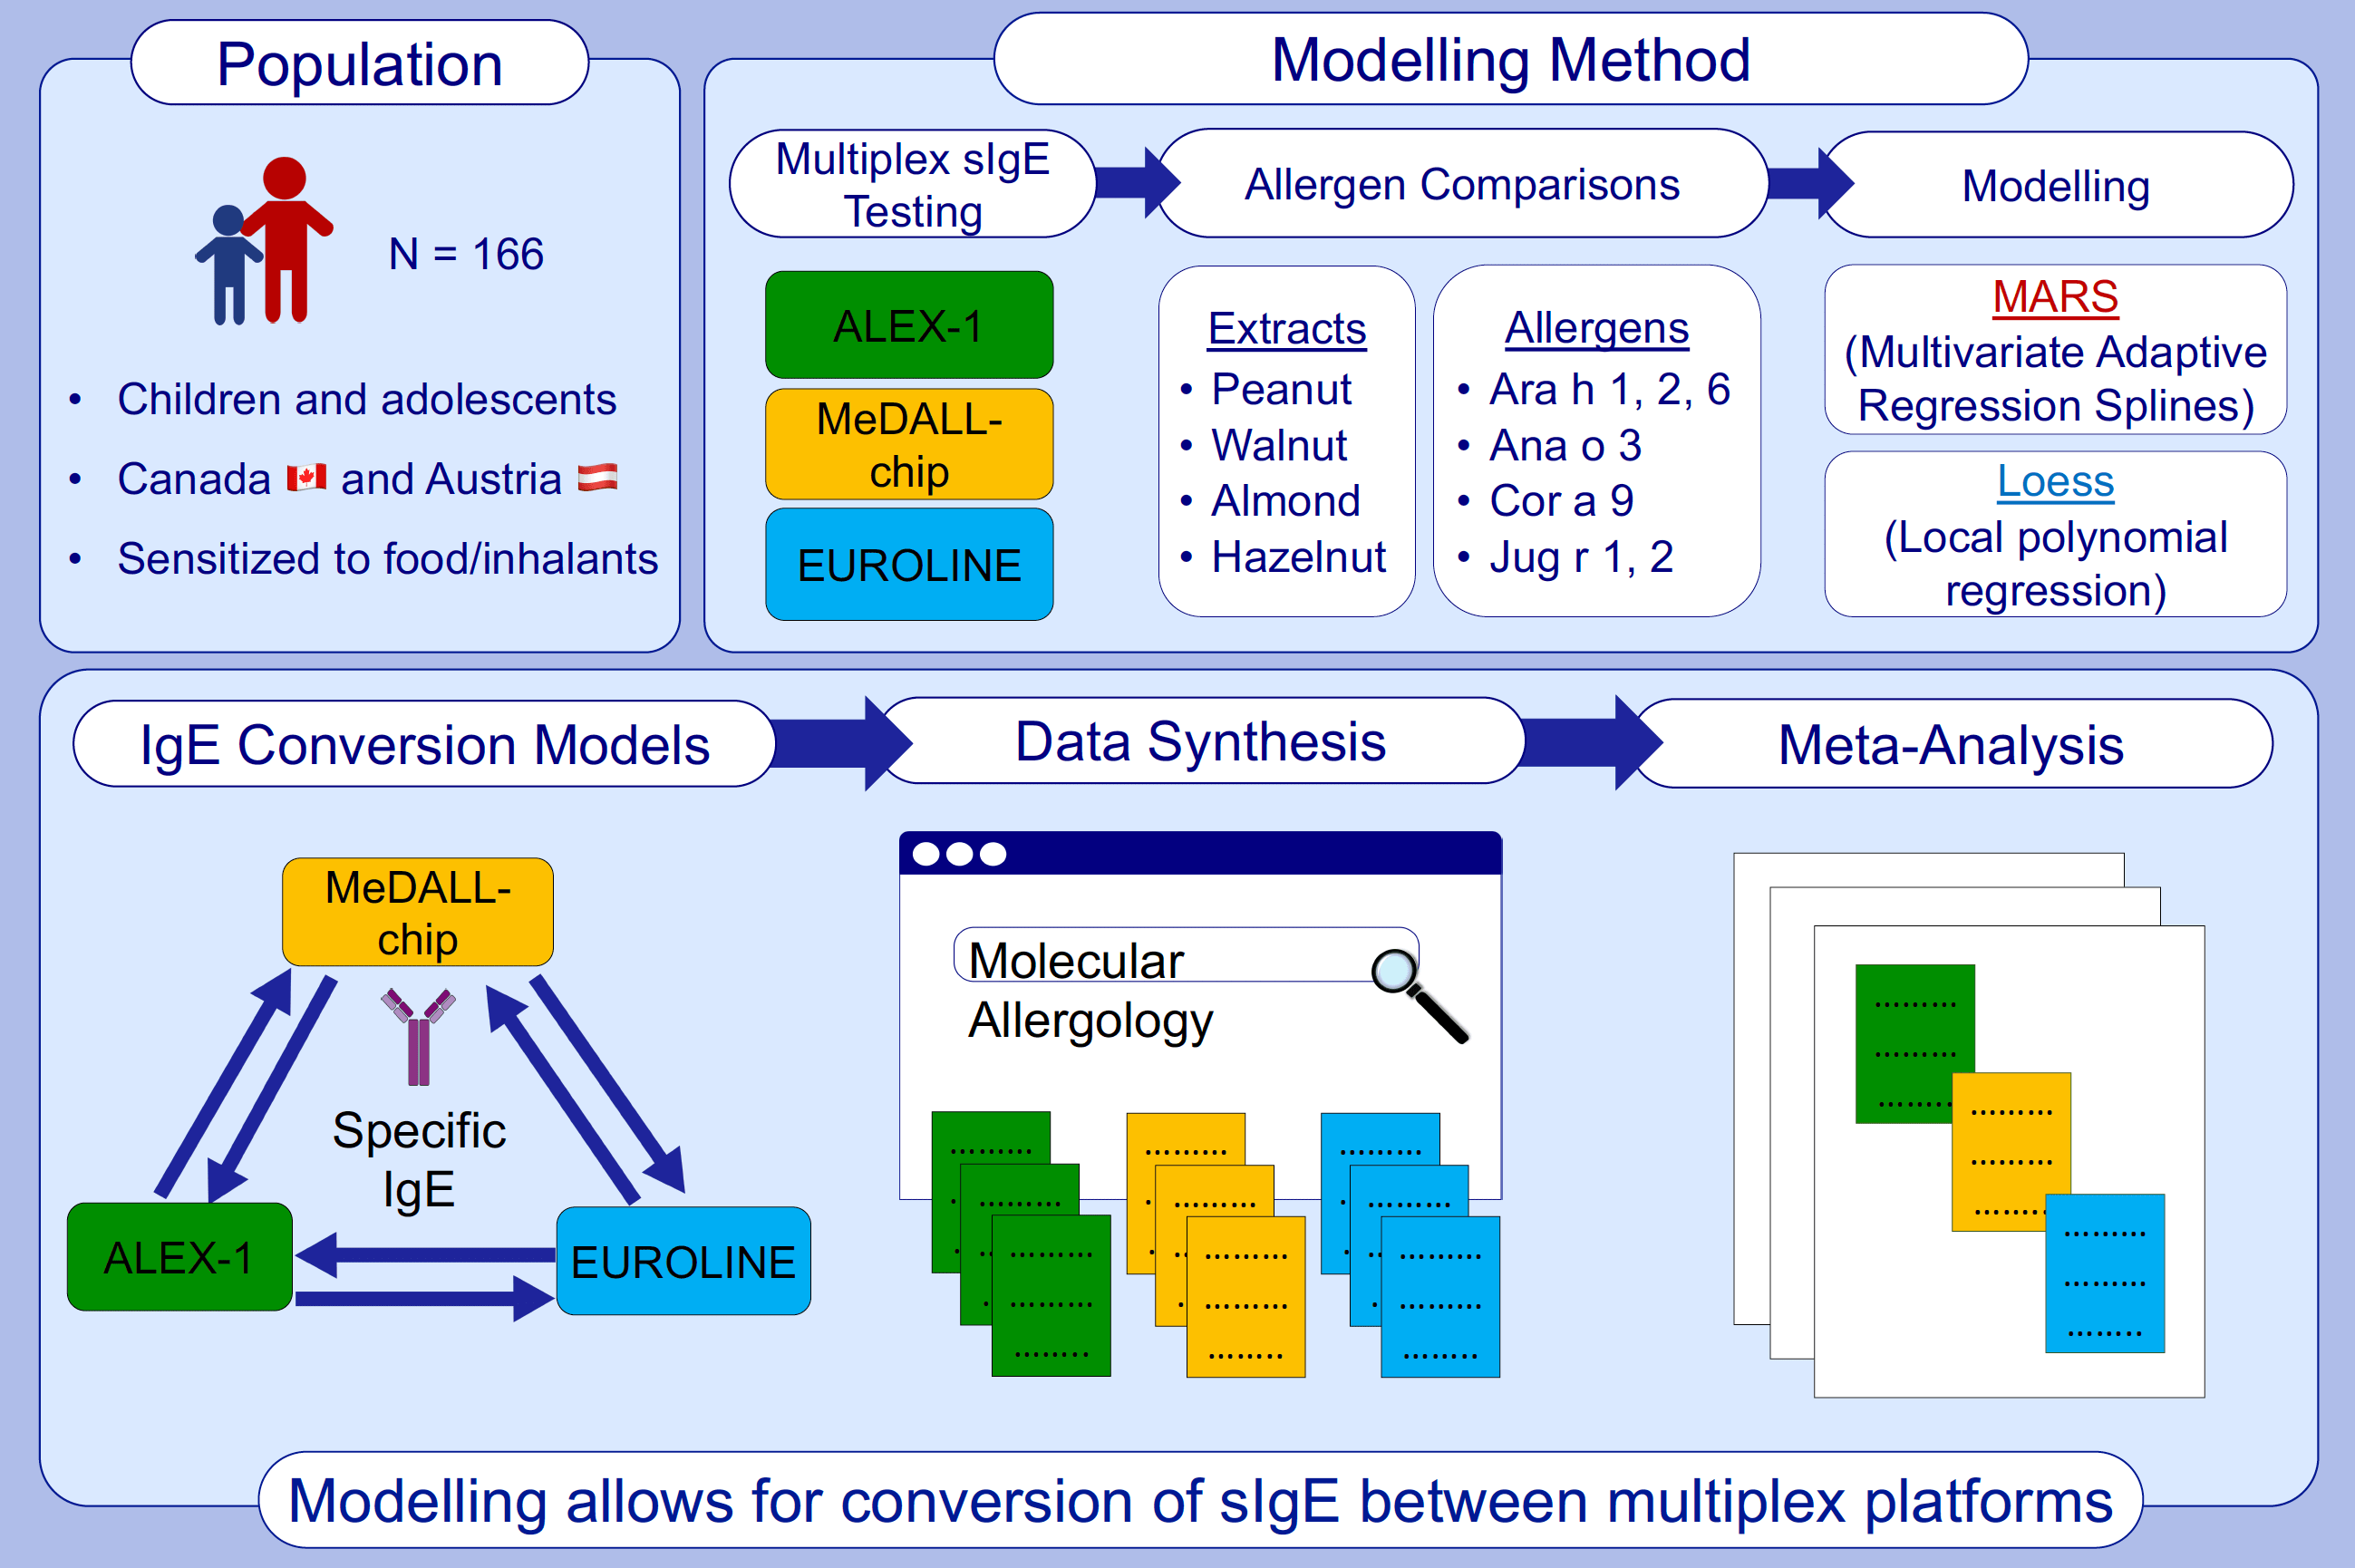 Population
N = 166
• Children and adolescents
• Canada and Austria
• Sensitized to food/inhalants
Modelling Method
Multiplex sIgE
Testing
Allergen Comparisons
Modelling
ALEX-1
MeDALL-
chip
EUROLINE
Extracts
• Peanut
• Walnut
• Almond
• Hazelnut
Allergens
• Ara h 1, 2, 6
• Ana o 3
• Cor a 9
• Jug r 1, 2
MARS
(Multivariate Adaptive
Regression Splines)
Loess
(Local polynomial
regression)
IgE Conversion Models
Data Synthesis
Meta-Analysis
MeDALL-
chip
Specific
IgE
ALEX-1
EUROLINE
Molecular
Allergology
Modelling allows for conversion of sIgE between multiplex platforms